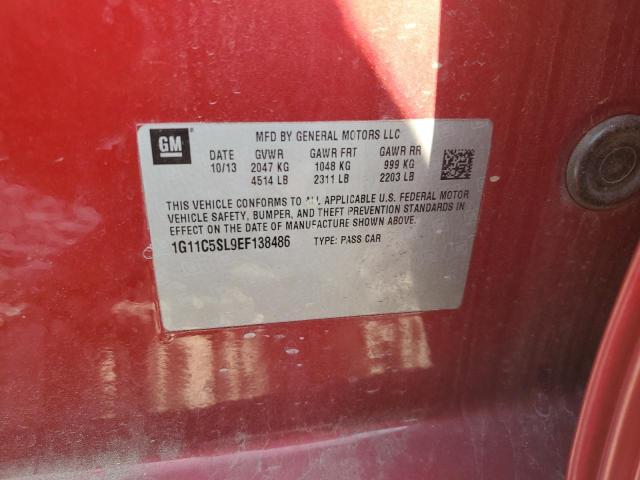 GM
MFD BY GENERAL MOTORS LLC
DATE GVWR GAWR FRT GAWR RR
10/13 2047 KG 1048 KG 999 KG
4514 LB 2311 LB 2203 LB
THIS VEHICLE CONFORMS TO ALL APPLICABLE U.S. FEDERAL MOTOR
VEHICLE SAFETY, BUMPER, AND THEFT PREVENTION STANDARDS IN
EFFECT ON THE DATE OF MANUFACTURE SHOWN ABOVE.
1G11C5SL9EF138486 TYPE: PASS CAR